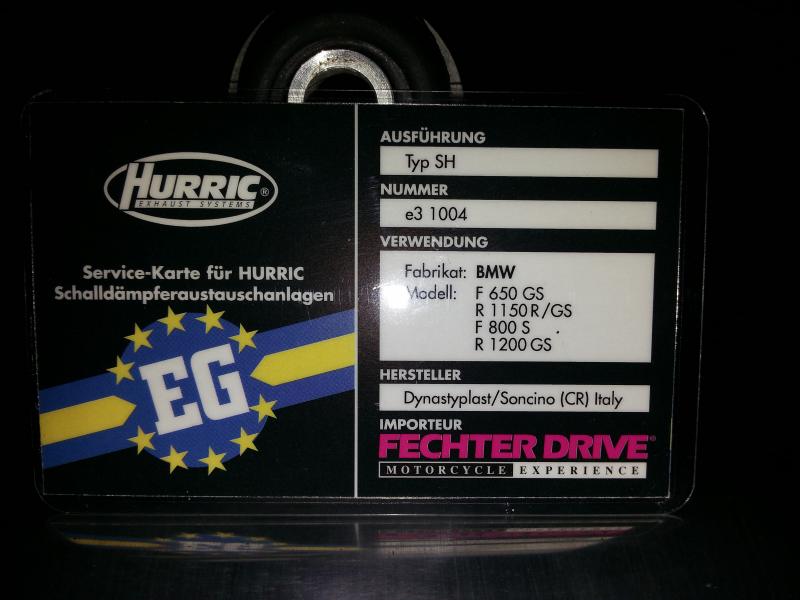 HURRIC®
EXHAUST SYSTEMS
Service-Karte für HURRIC
Schalldämpferaustauschanlagen
EG
AUSFÜHRUNG
Typ SH
NUMMER
e3 1004
VERWENDUNG
Fabrikat: BMW
Modell: F 650 GS
R 1150 R/GS
F 800 S
R 1200 GS
HERSTELLER
Dynastyplast/Soncino (CR) Italy
IMPORTEUR
FECHTER DRIVE®
MOTORCYCLE EXPERIENCE